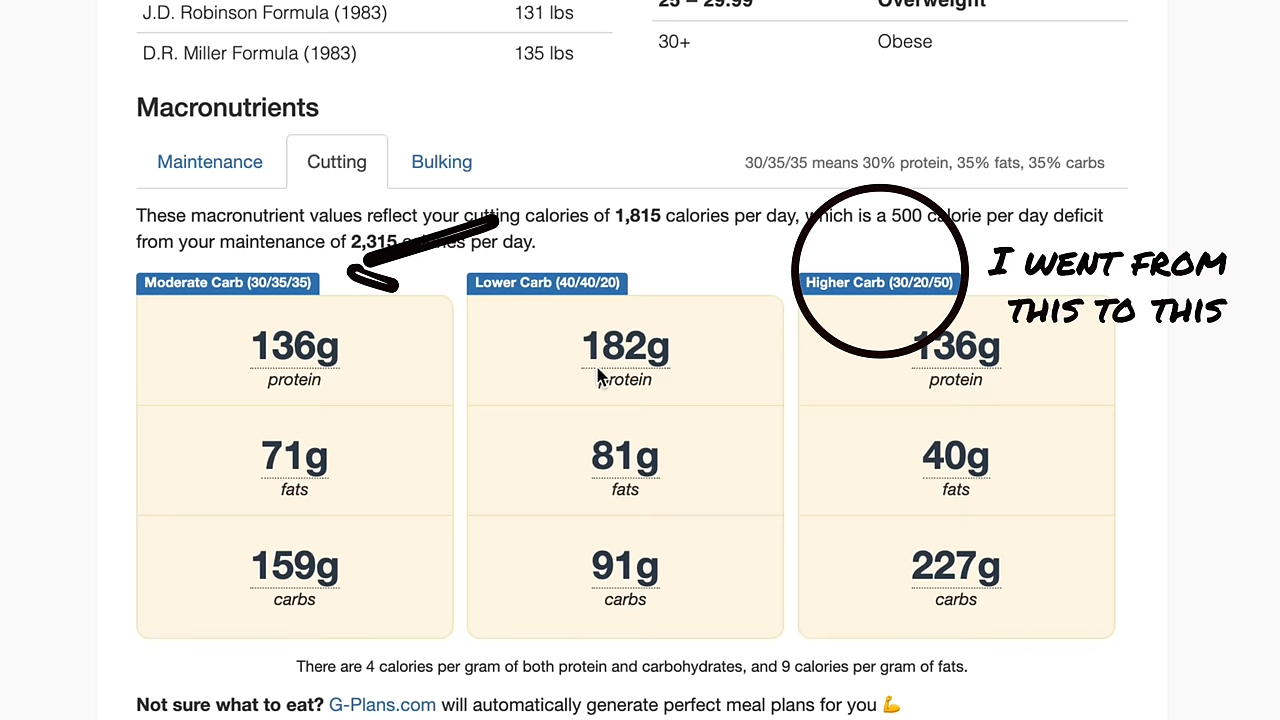 J.D. Robinson Formula (1983) 131 lbs
25 – 29.99 Overweight
D.R. Miller Formula (1983) 135 lbs
30+ Obese
Macronutrients
Maintenance Cutting Bulking 30/35/35 means 30% protein, 35% fats, 35% carbs
These macronutrient values reflect your cutting calories of 1,815 calories per day, which is a 500 calorie per day deficit
from your maintenance of 2,315 calories per day.
I WENT FROM
THIS TO THIS
Moderate Carb (30/35/35)
136g
protein
71g
fats
159g
carbs
Lower Carb (40/40/20)
182g
protein
81g
fats
91g
carbs
Higher Carb (30/20/50)
136g
protein
40g
fats
227g
carbs
There are 4 calories per gram of both protein and carbohydrates, and 9 calories per gram of fats.
Not sure what to eat? G-Plans.com will automatically generate perfect meal plans for you 💪